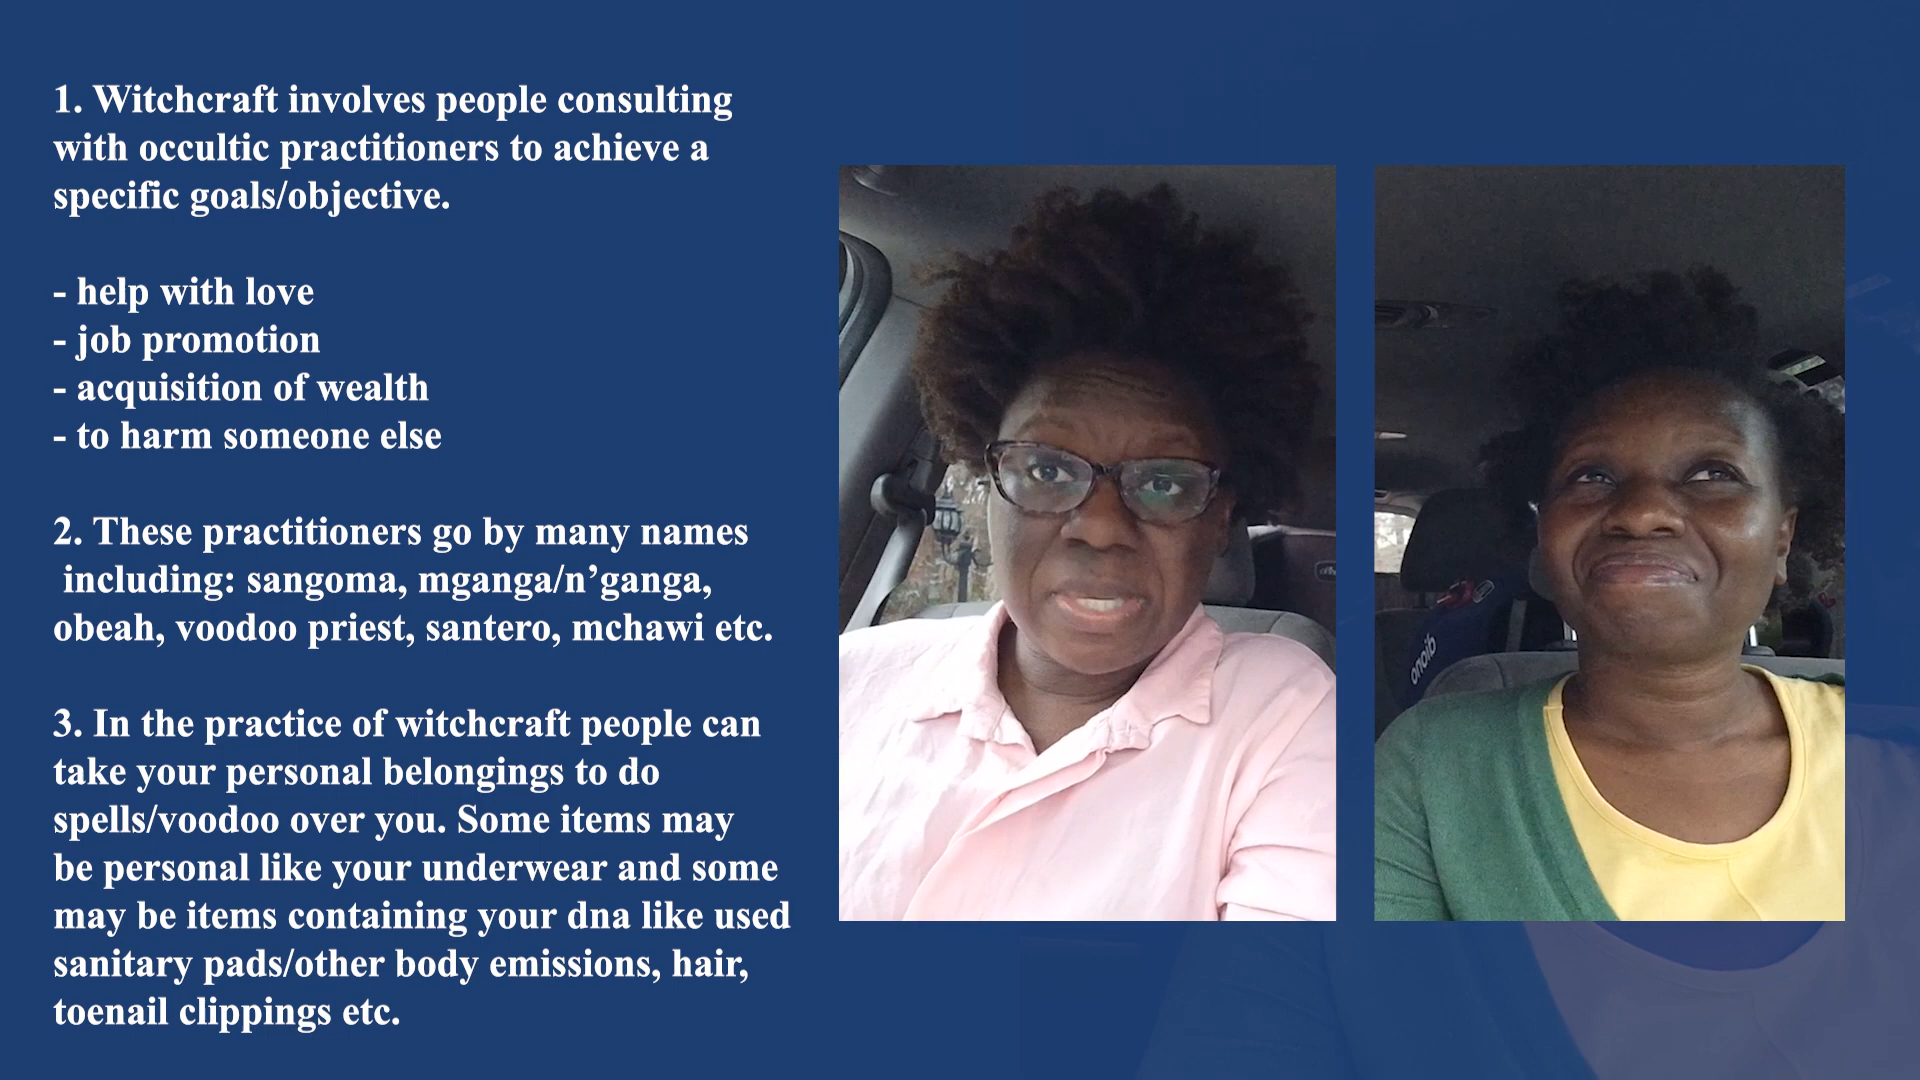 1. Witchcraft involves people consulting
with occultic practitioners to achieve a
specific goals/objective.
- help with love
- job promotion
- acquisition of wealth
- to harm someone else
2. These practitioners go by many names
including: sangoma, mganga/n’ganga,
obeah, voodoo priest, santero, mchawi etc.
3. In the practice of witchcraft people can
take your personal belongings to do
spells/voodoo over you. Some items may
be personal like your underwear and some
may be items containing your dna like used
sanitary pads/other body emissions, hair,
toenail clippings etc.
diono